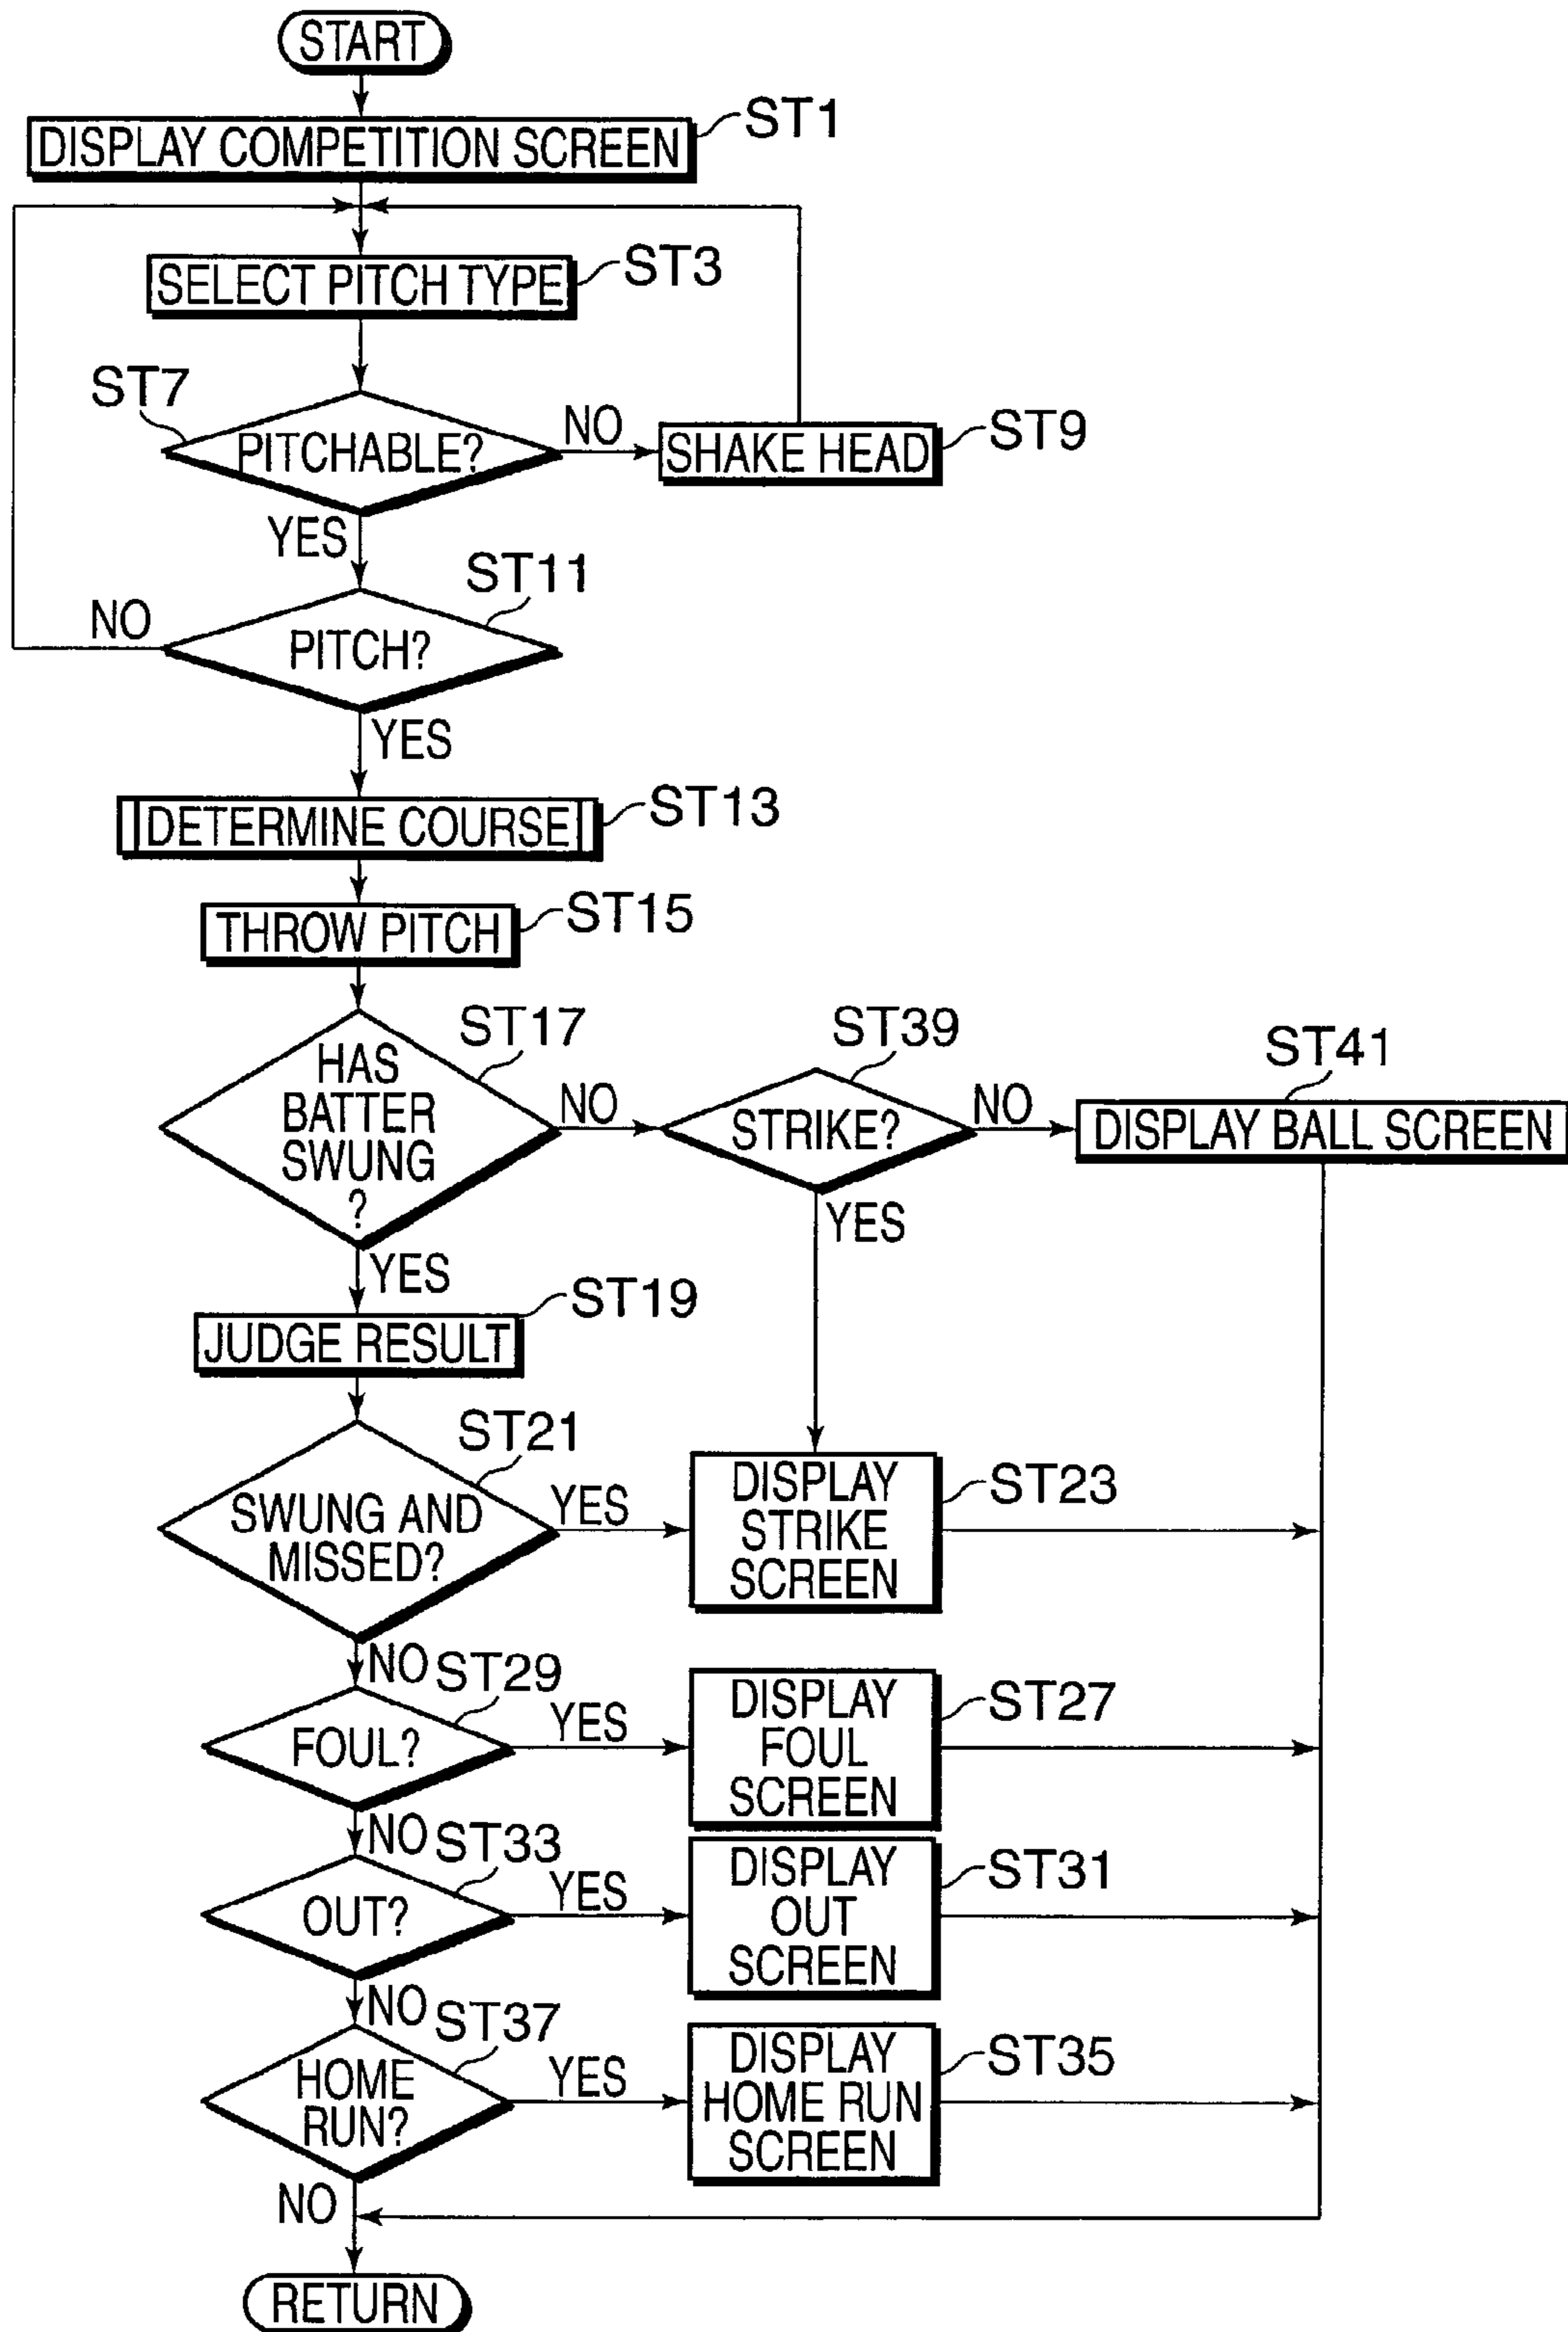 START
DISPLAY COMPETITION SCREEN
ST1
SELECT PITCH TYPE
ST3
ST7
PITCHABLE?
NO
SHAKE HEAD
ST9
YES
ST11
NO
PITCH?
YES
DETERMINE COURSE
ST13
THROW PITCH
ST15
ST17
HAS
BATTER
SWUNG
?
NO
ST39
STRIKE?
NO
ST41
DISPLAY BALL SCREEN
YES
YES
JUDGE RESULT
ST19
ST21
SWUNG AND
MISSED?
YES
DISPLAY
STRIKE
SCREEN
ST23
NO
ST29
FOUL?
YES
DISPLAY
FOUL
SCREEN
ST27
NO
ST33
OUT?
YES
DISPLAY
OUT
SCREEN
ST31
NO
ST37
HOME
RUN?
YES
DISPLAY
HOME RUN
SCREEN
ST35
NO
RETURN